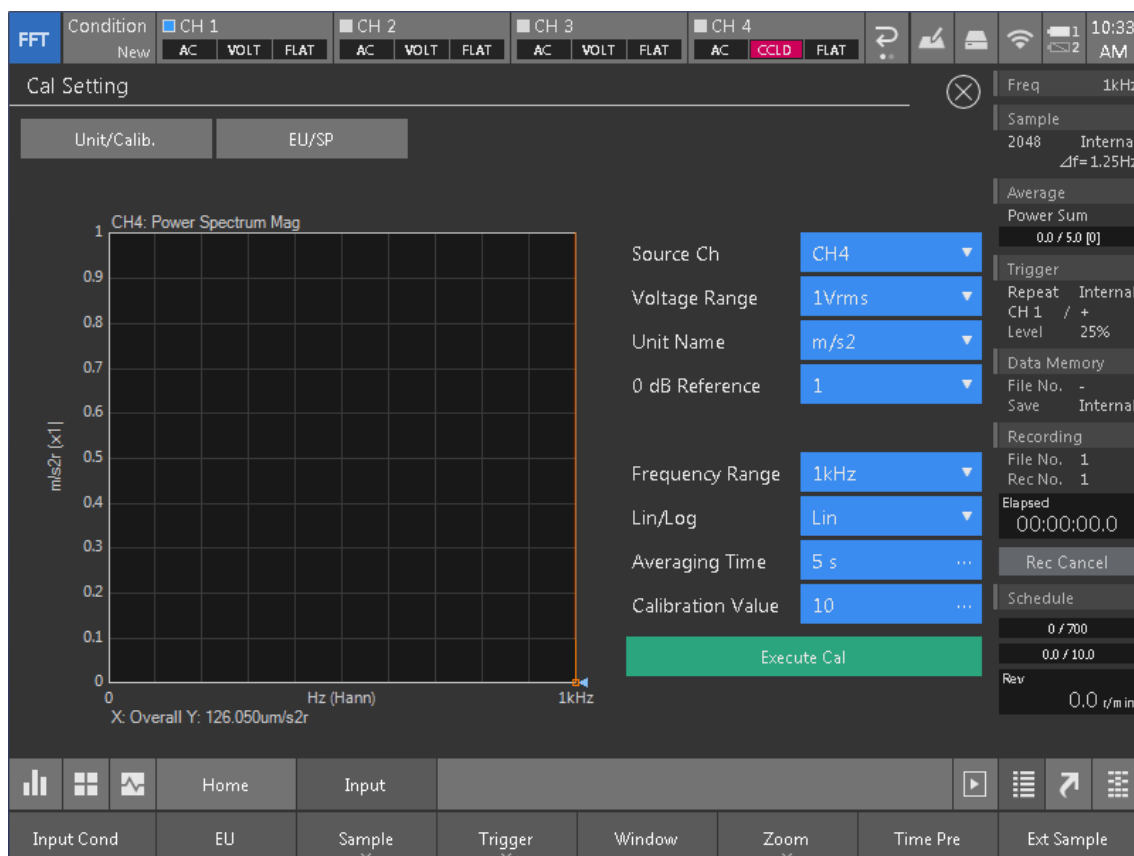 FFT
Condition
New
CH 1
AC VOLT FLAT
CH 2
AC VOLT FLAT
CH 3
AC VOLT FLAT
CH 4
AC CCLD FLAT
1
2
10:33
AM
Cal Setting
Unit/Calib.
EU/SP
CH4: Power Spectrum Mag
1
0.9
0.8
0.7
0.6
0.5
0.4
0.3
0.2
0.1
0
m/s2r [x1]
0 Hz (Hann) 1kHz
X: Overall Y: 126.050um/s2r
Source Ch CH4
Voltage Range 1Vrms
Unit Name m/s2
0 dB Reference 1
Frequency Range 1kHz
Lin/Log Lin
Averaging Time 5 s ...
Calibration Value 10 ...
Execute Cal
Freq 1kHz
Sample
2048 Interna
⊿f=1.25Hz
Average
Power Sum
0.0 / 5.0 [0]
Trigger
Repeat Internal
CH 1 / +
Level 25%
Data Memory
File No. -
Save Internal
Recording
File No. 1
Rec No. 1
Elapsed
00:00:00.0
Rec Cancel
Schedule
0 / 700
0.0 / 10.0
Rev
0.0 r/min
Home
Input
Input Cond
EU
Sample
Trigger
Window
Zoom
Time Pre
Ext Sample